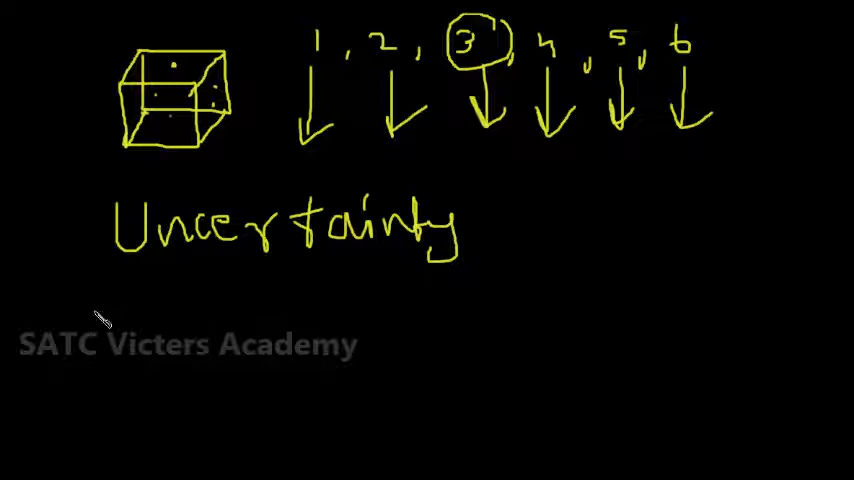 1, 2, 3, 4, 5, 6
Uncertainty
SATC Victers Academy